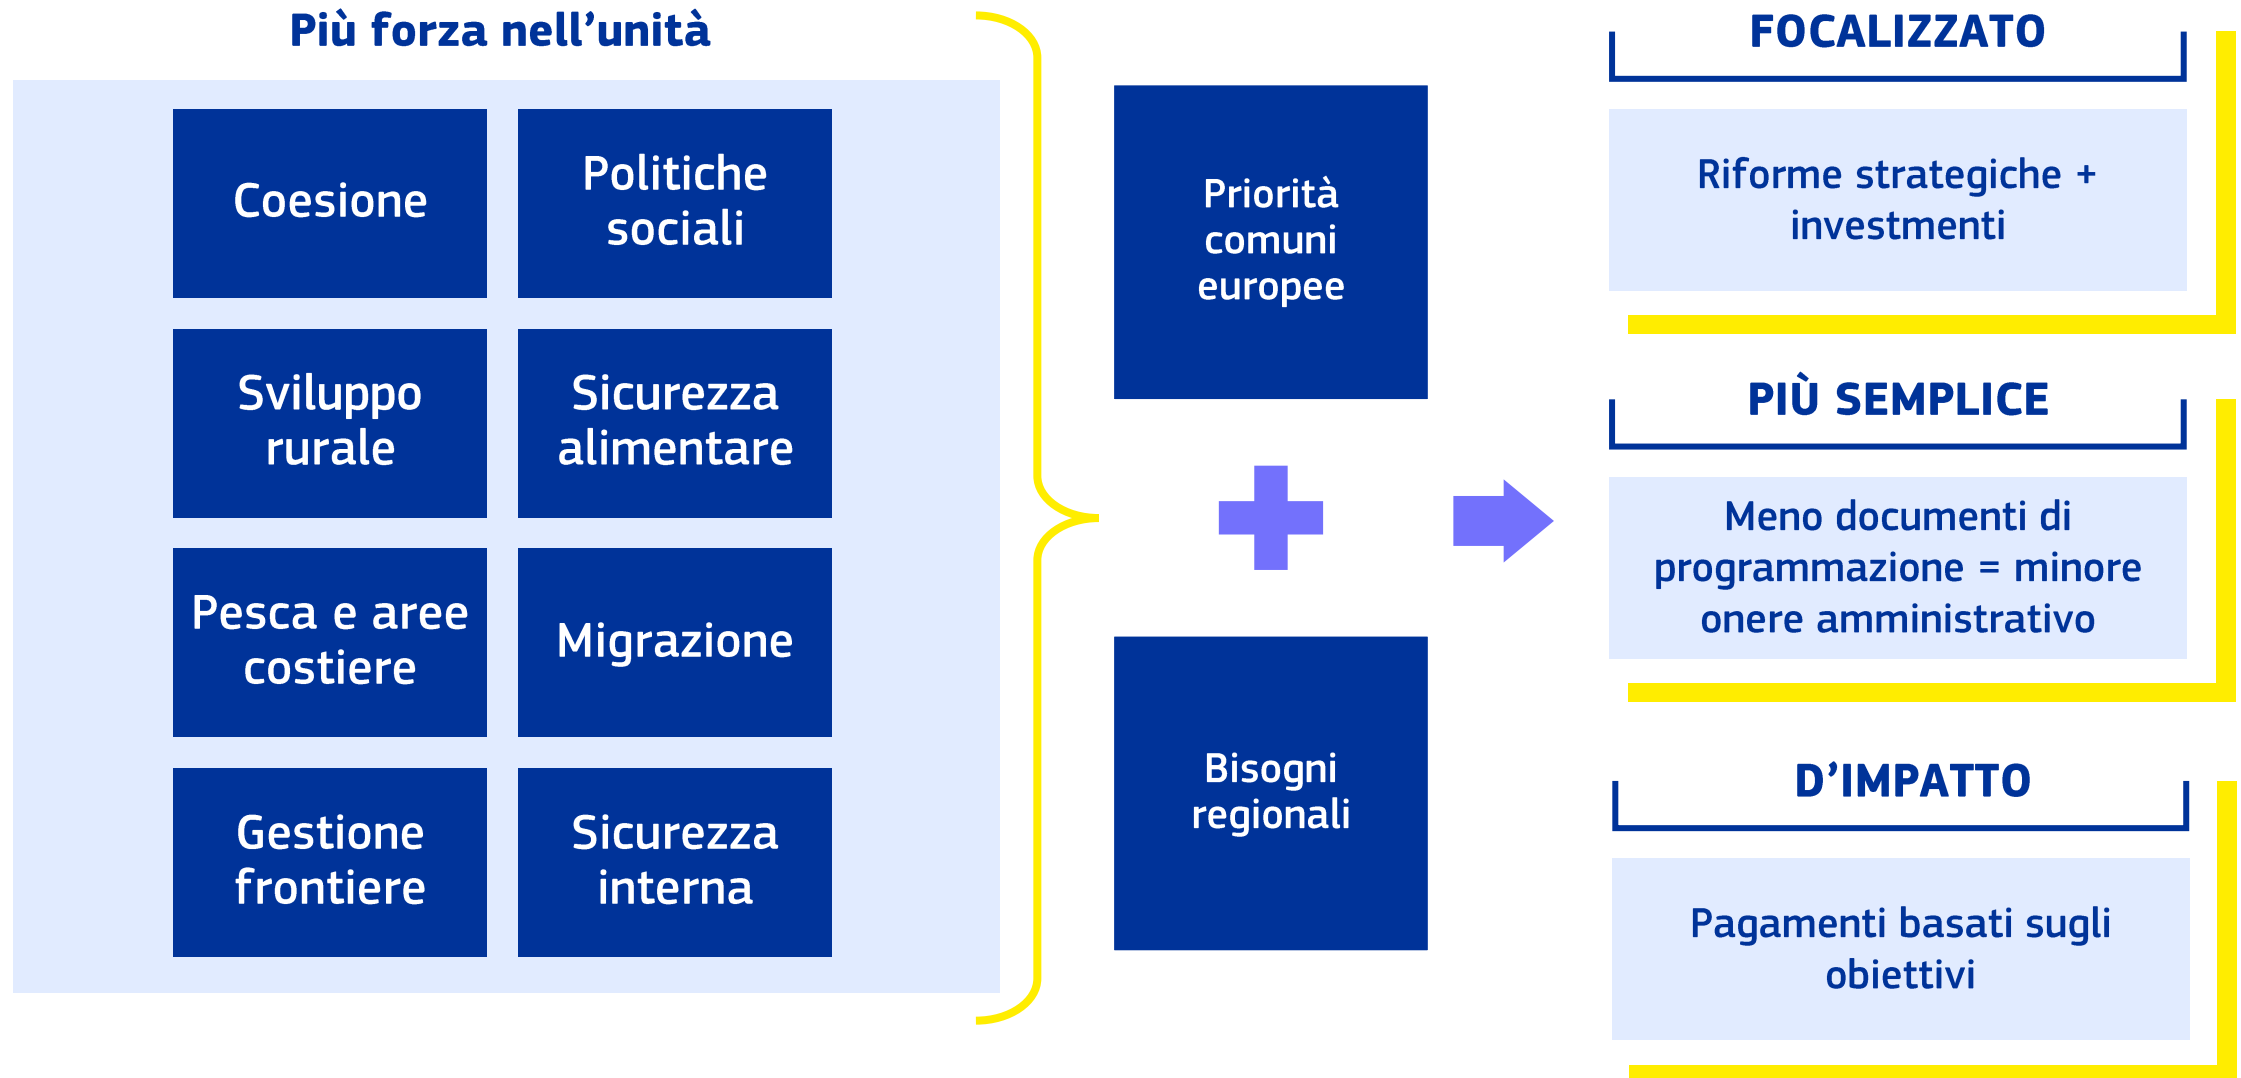 Più forza nell’unità
Coesione
Politiche
sociali
Sviluppo
rurale
Sicurezza
alimentare
Pesca e aree
costiere
Migrazione
Gestione
frontiere
Sicurezza
interna
Priorità
comuni
europee
Bisogni
regionali
FOCALIZZATO
Riforme strategiche +
investmenti
PIÙ SEMPLICE
Meno documenti di
programmazione = minore
onere amministrativo
D’IMPATTO
Pagamenti basati sugli
obiettivi